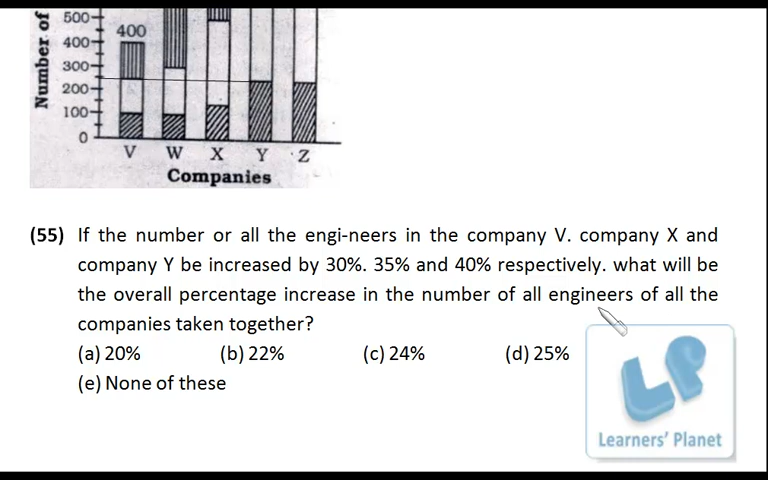 Number of
500
400
400
300
200
100
0
V W X Y Z
Companies
(55) If the number or all the engi-neers in the company V. company X and
company Y be increased by 30%. 35% and 40% respectively. what will be
the overall percentage increase in the number of all engineers of all the
companies taken together?
(a) 20% (b) 22% (c) 24% (d) 25%
(e) None of these
LP
Learners' Planet